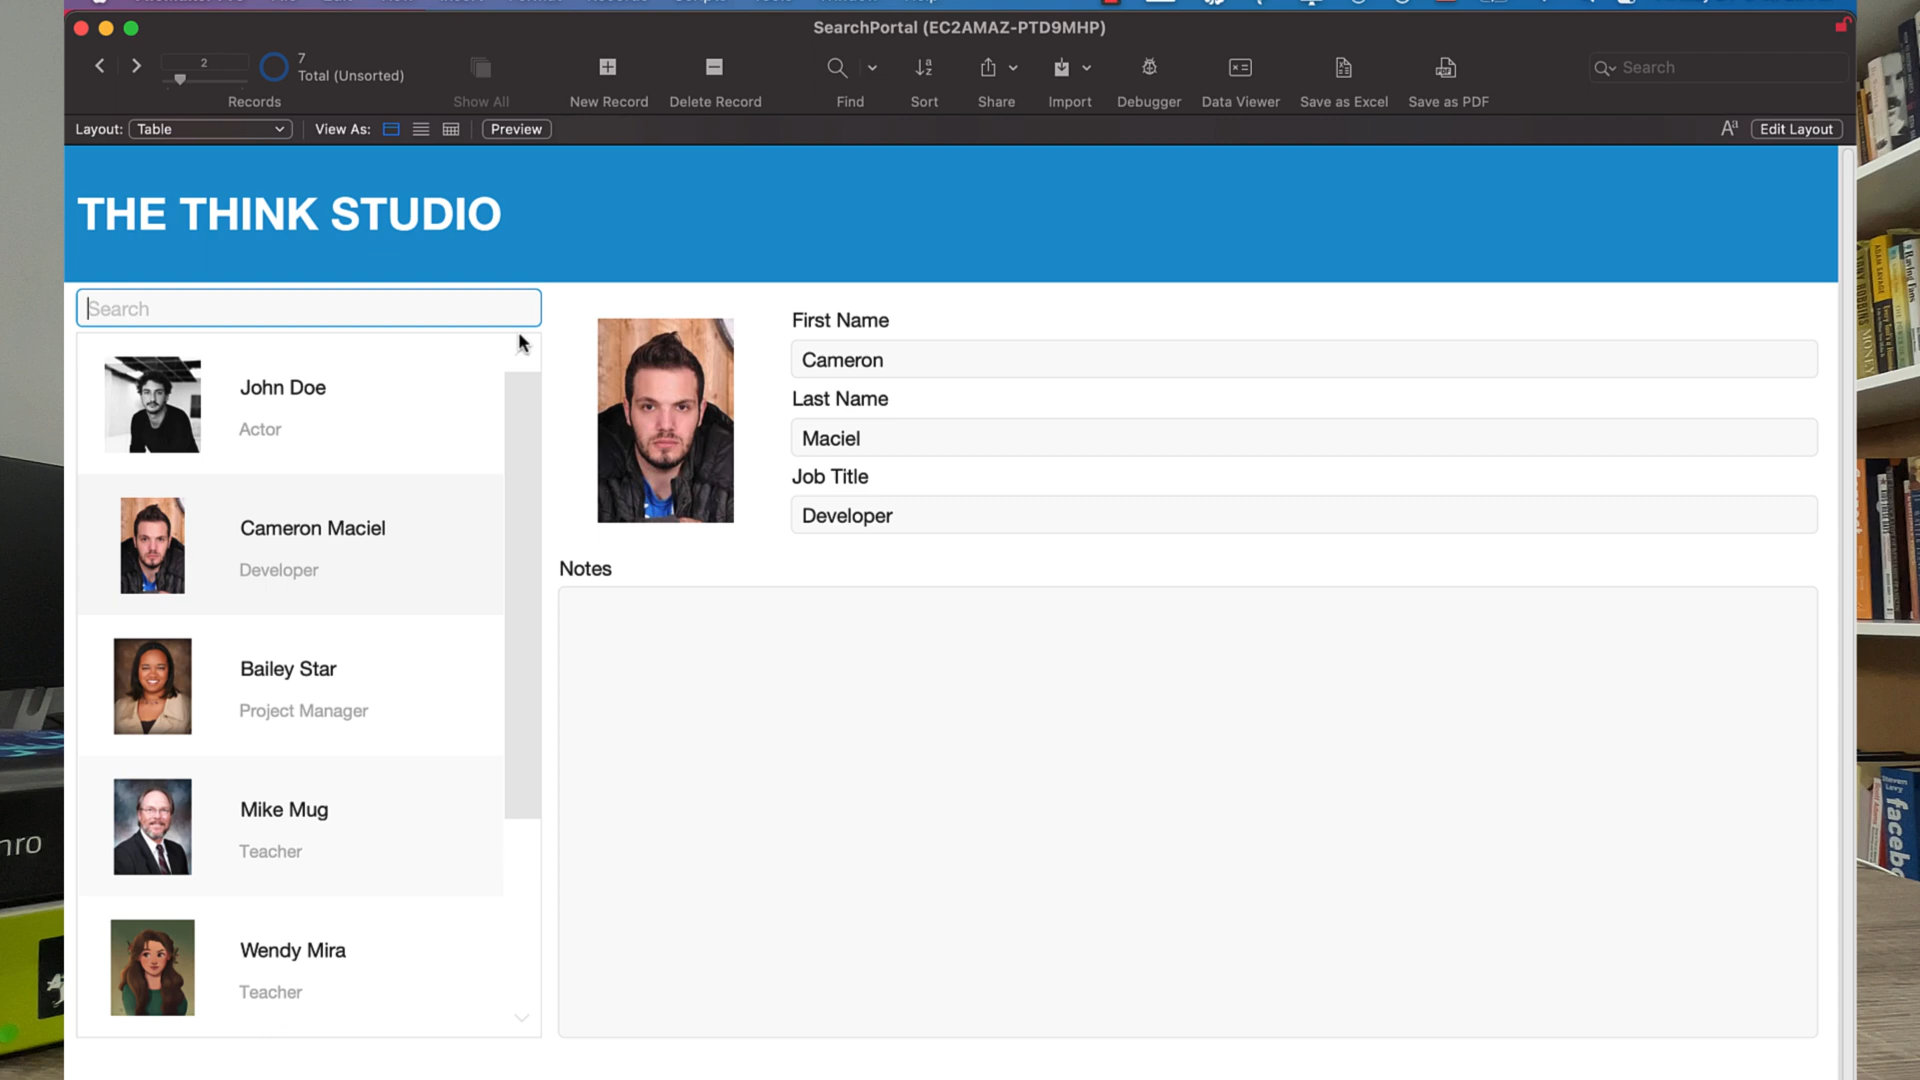 SearchPortal (EC2AMAZ-PTD9MHP)
2
7
Total (Unsorted)
Search
Records
Show All
New Record
Delete Record
Find
Sort
Share
Import
Debugger
Data Viewer
Save as Excel
Save as PDF
Layout:
Table
View As:
Preview
Edit Layout
THE THINK STUDIO
Search
John Doe
Actor
Cameron Maciel
Developer
Bailey Star
Project Manager
Mike Mug
Teacher
Wendy Mira
Teacher
First Name
Cameron
Last Name
Maciel
Job Title
Developer
Notes